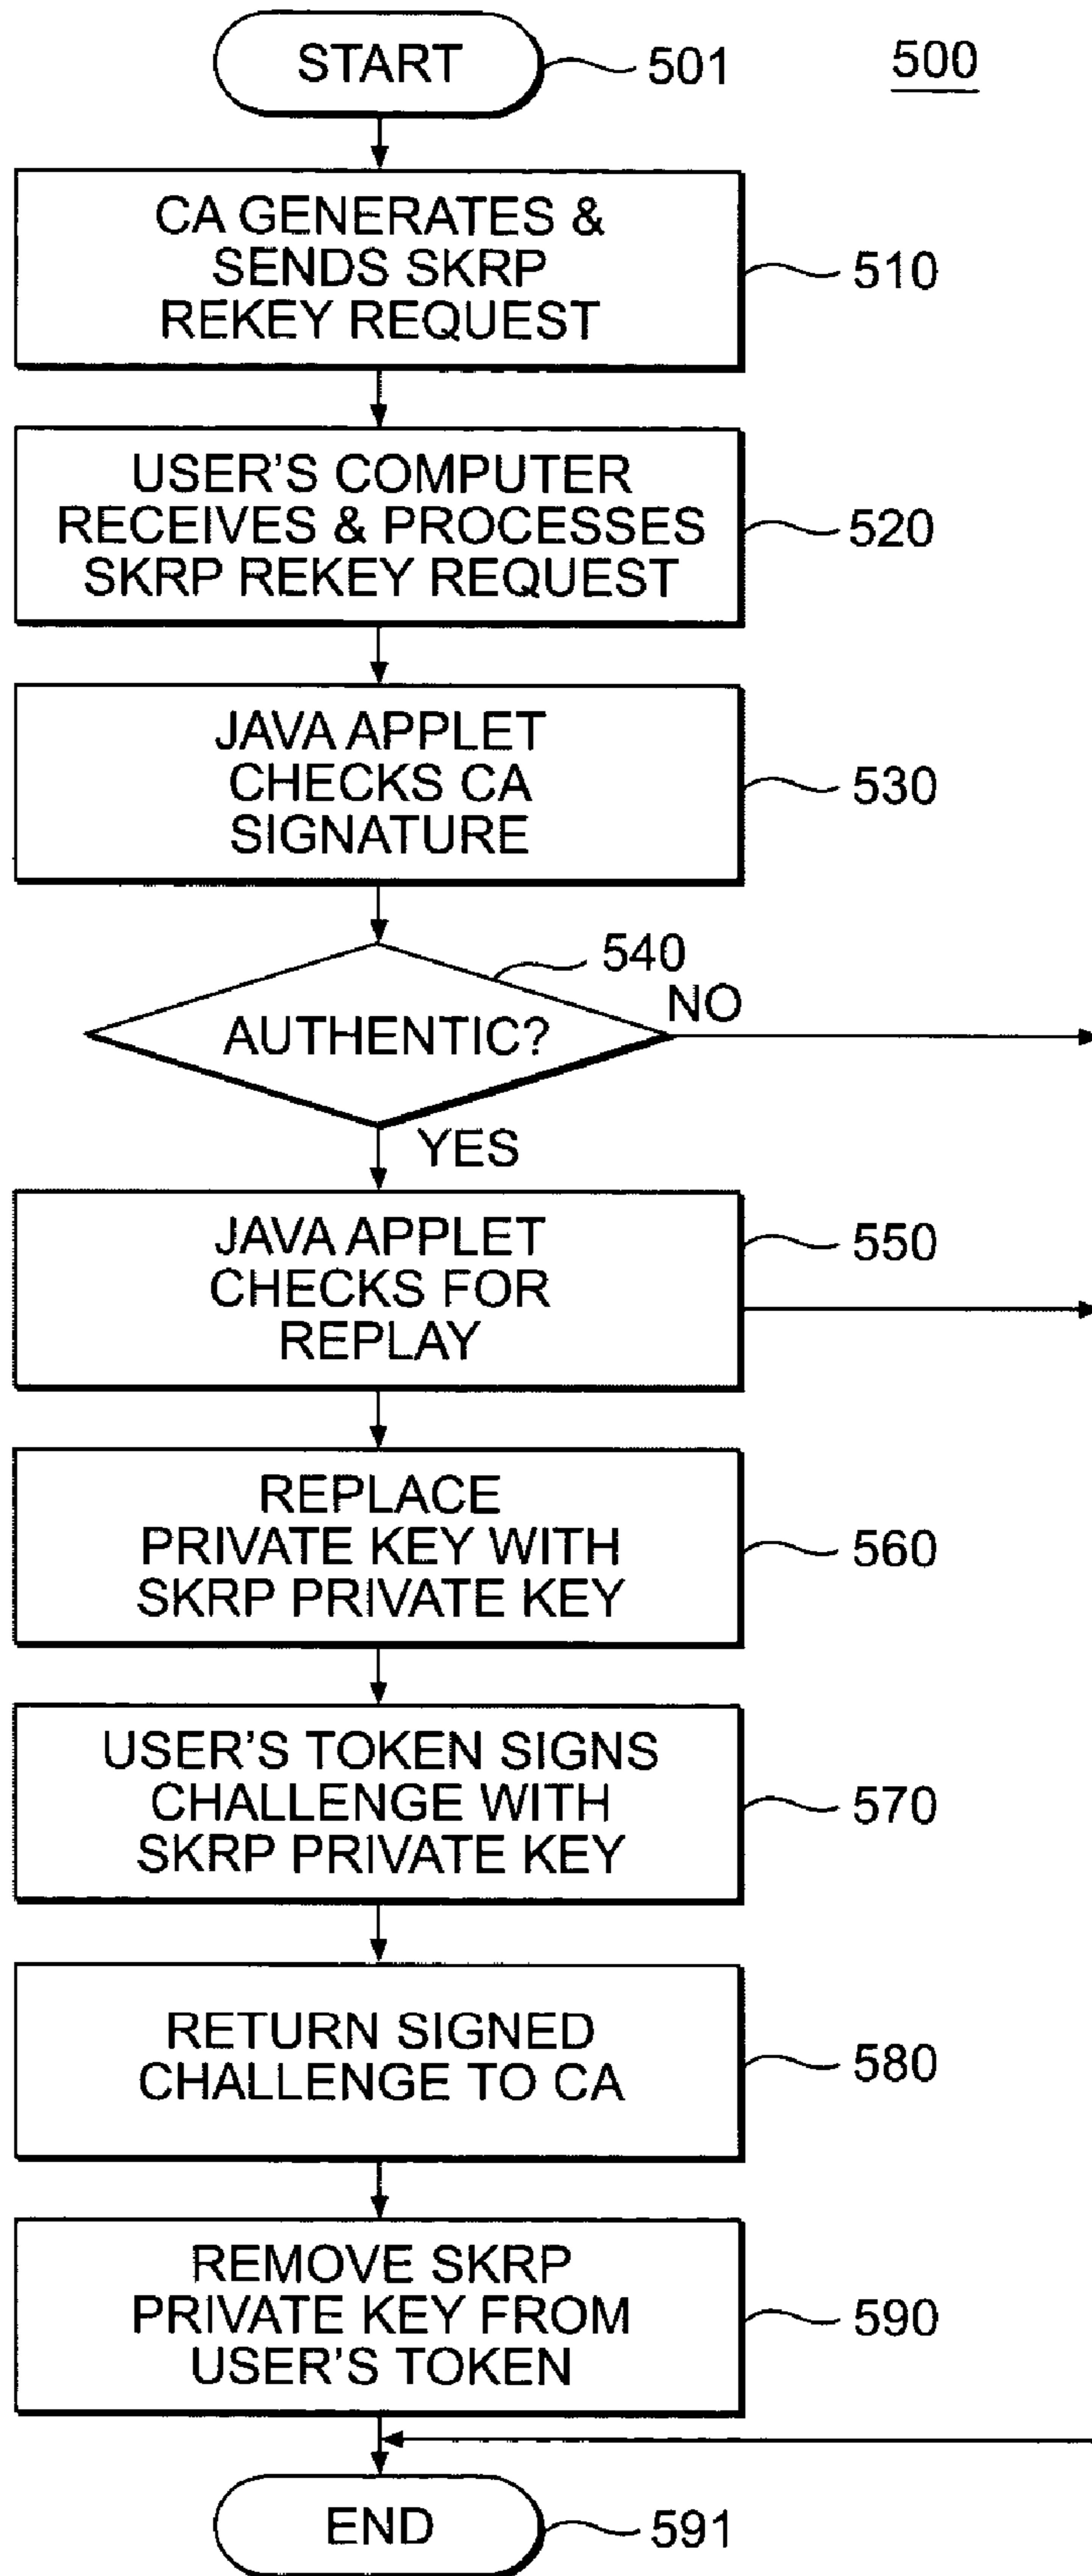 START
501
500
CA GENERATES &
SENDS SKRP
REKEY REQUEST
510
USER'S COMPUTER
RECEIVES & PROCESSES
SKRP REKEY REQUEST
520
JAVA APPLET
CHECKS CA
SIGNATURE
530
540
AUTHENTIC?
NO
YES
JAVA APPLET
CHECKS FOR
REPLAY
550
REPLACE
PRIVATE KEY WITH
SKRP PRIVATE KEY
560
USER'S TOKEN SIGNS
CHALLENGE WITH
SKRP PRIVATE KEY
570
RETURN SIGNED
CHALLENGE TO CA
580
REMOVE SKRP
PRIVATE KEY FROM
USER'S TOKEN
590
END
591